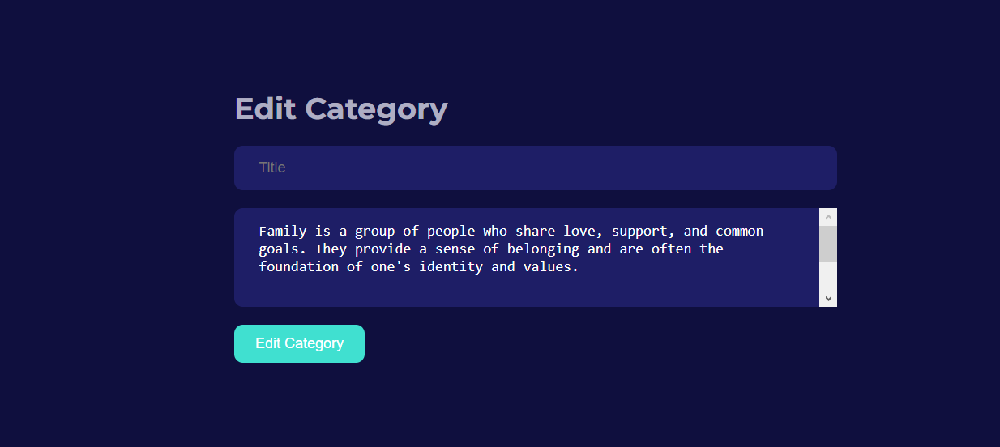 Edit Category
Title
Family is a group of people who share love, support, and common
goals. They provide a sense of belonging and are often the
foundation of one's identity and values.
Edit Category